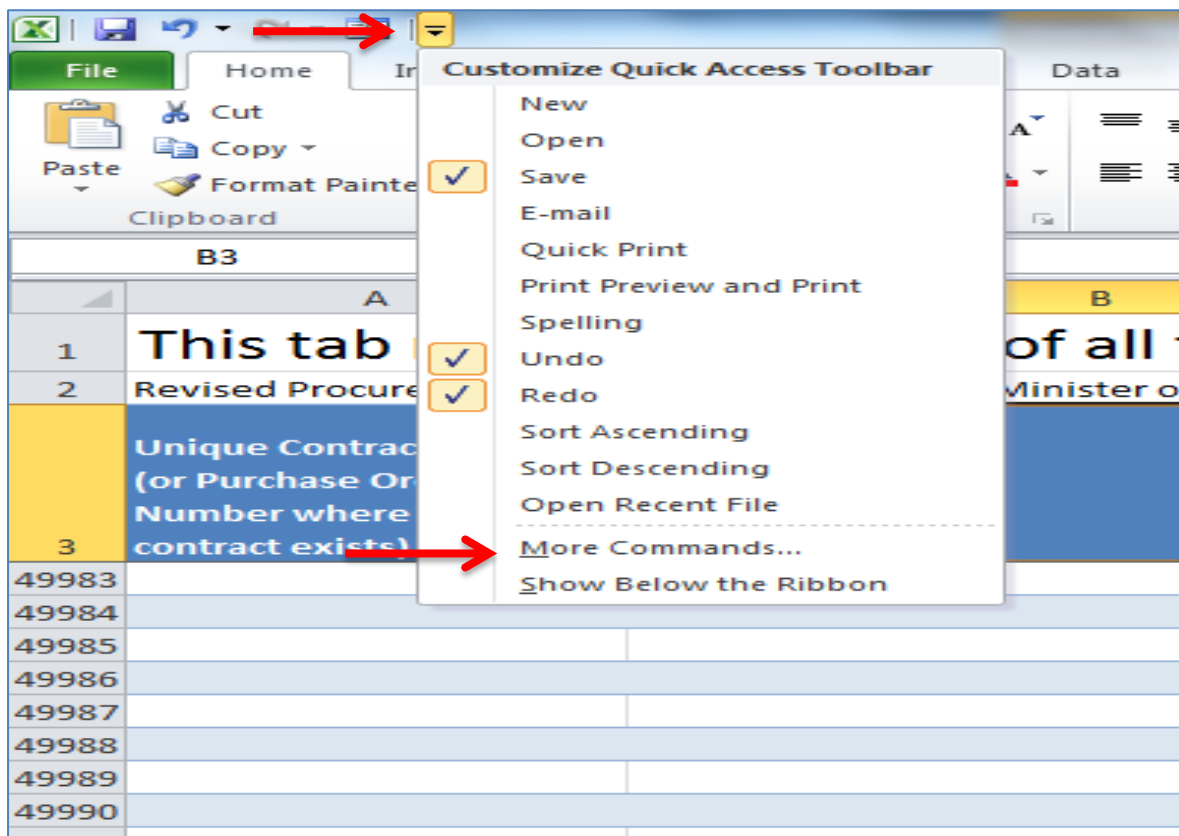 File
Home
Customize Quick Access Toolbar
Data
New
Open
Save
E-mail
Quick Print
Print Preview and Print
Spelling
Undo
Redo
Sort Ascending
Sort Descending
Open Recent File
More Commands...
Show Below the Ribbon
Paste
Cut
Copy
Format Painte
Clipboard
B3
A
B
1 This tab of all
2 Revised Procure Minister o
Unique Contrac
(or Purchase Or
Number where
3 contract exists)
49983
49984
49985
49986
49987
49988
49989
49990